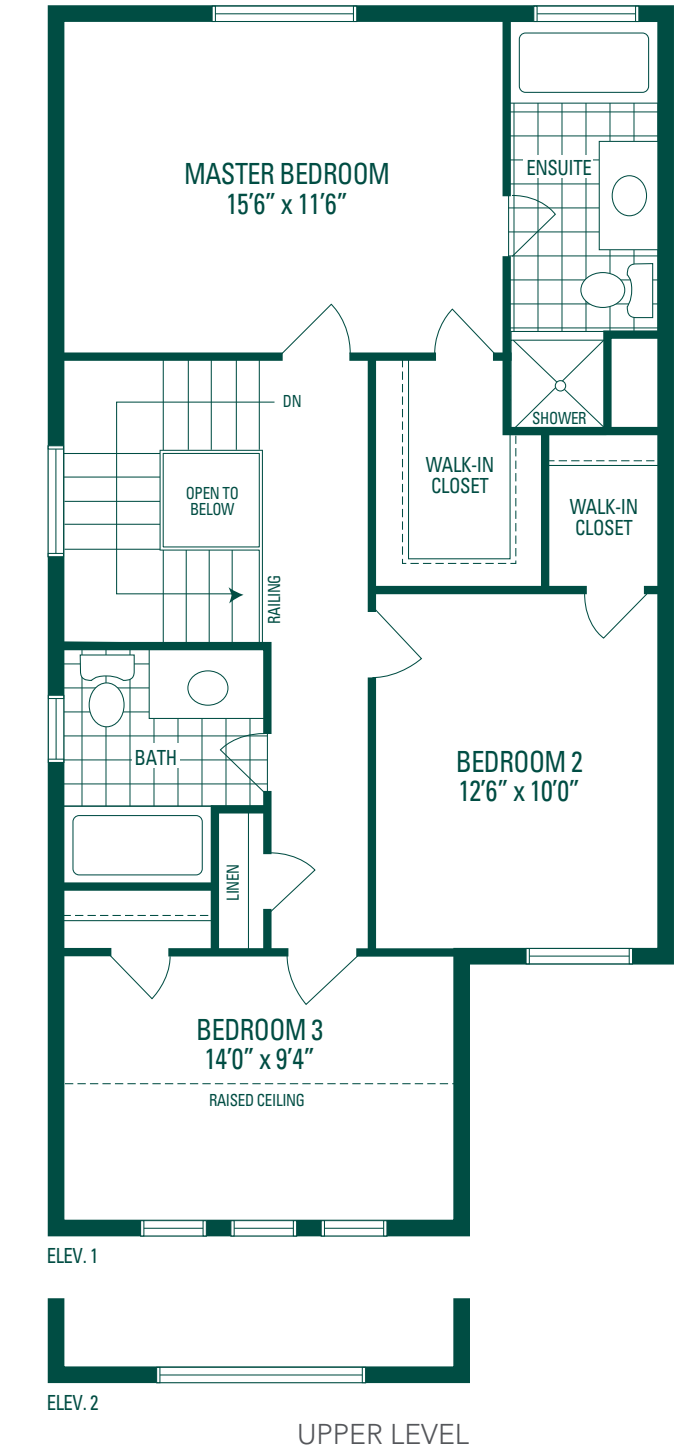 MASTER BEDROOM
15’6” x 11’6”
ENSUITE
DN
SHOWER
OPEN TO
BELOW
WALK-IN
CLOSET
WALK-IN
CLOSET
RAILING
BATH
BEDROOM 2
12’6” x 10’0”
LINEN
BEDROOM 3
14’0” x 9’4”
RAISED CEILING
ELEV. 1
ELEV. 2
UPPER LEVEL